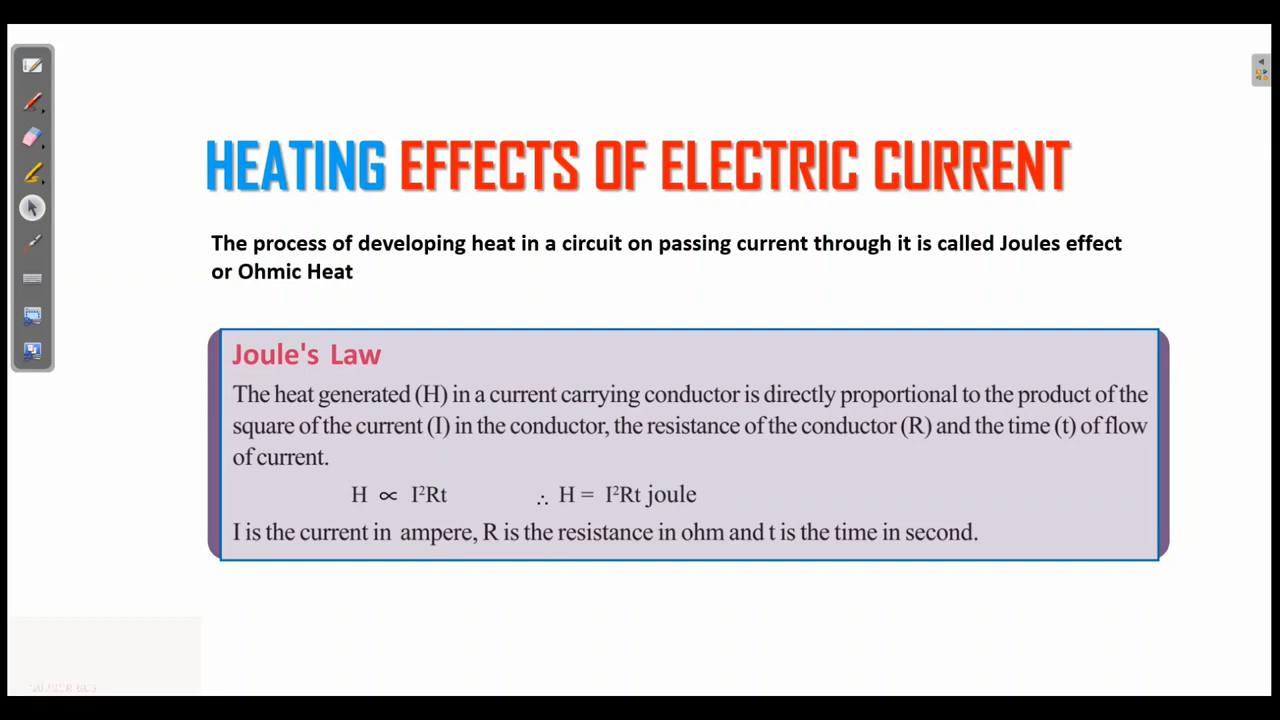 HEATING EFFECTS OF ELECTRIC CURRENT
The process of developing heat in a circuit on passing current through it is called Joules effect
or Ohmic Heat
Joule's Law
The heat generated (H) in a current carrying conductor is directly proportional to the product of the
square of the current (I) in the conductor, the resistance of the conductor (R) and the time (t) of flow
of current.
H ∝ I²Rt ∴ H = I²Rt joule
I is the current in ampere, R is the resistance in ohm and t is the time in second.